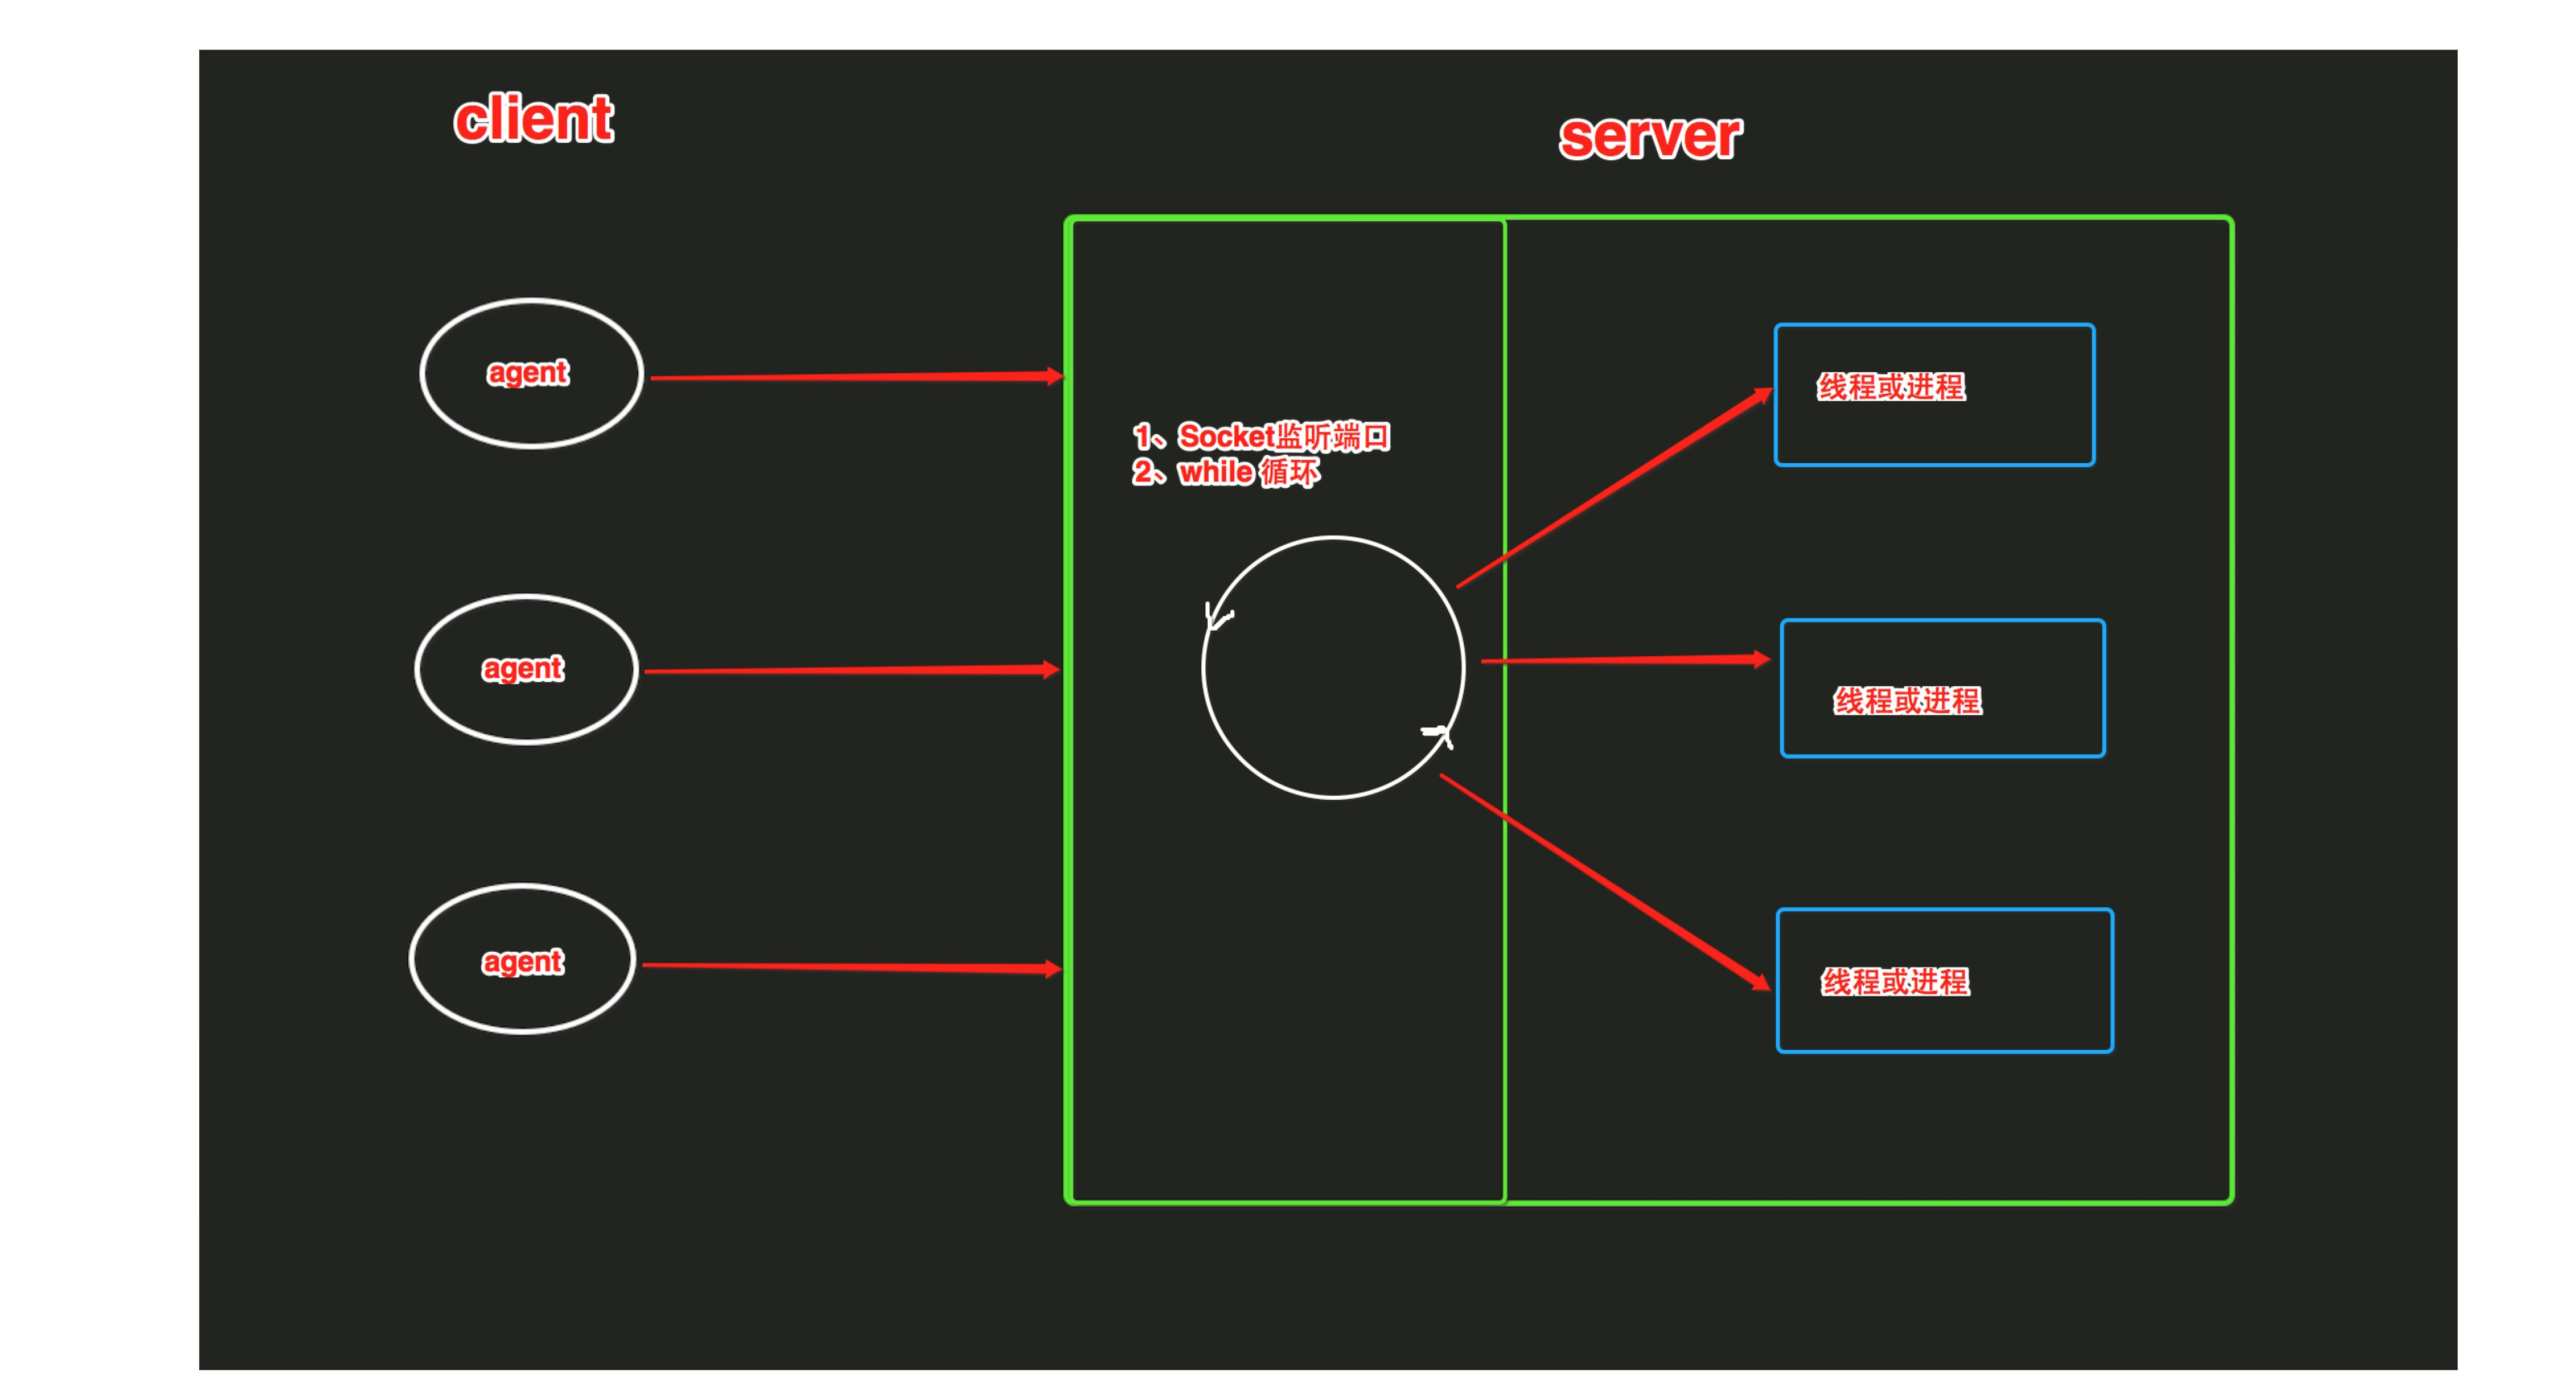 client
server
agent
线程或进程
1、Socket监听端口
2、while 循环
agent
线程或进程
agent
线程或进程